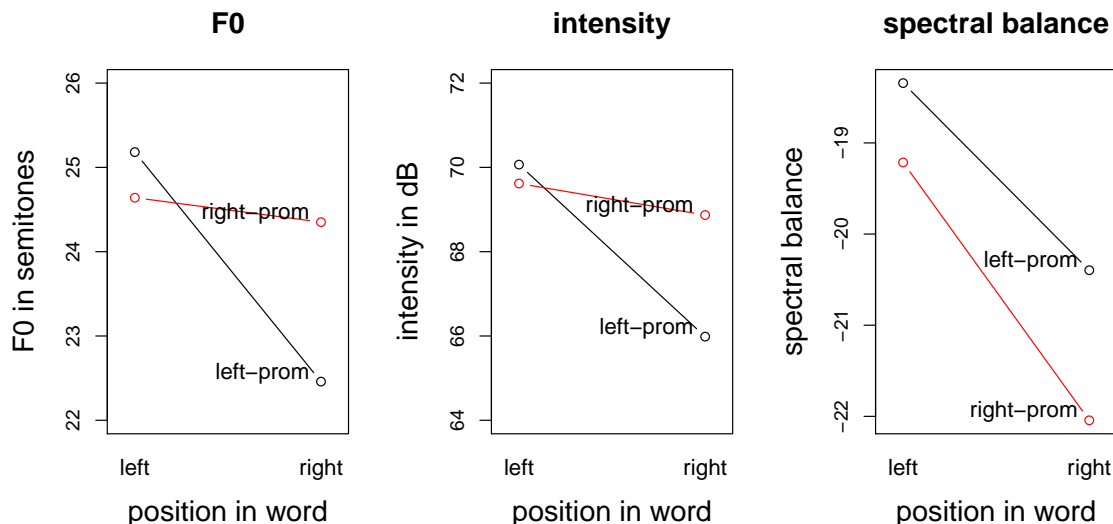 F0
F0 in semitones
26
25
24
23
22
right−prom
left−prom
left
right
position in word
intensity
intensity in dB
72
70
68
66
64
right−prom
left−prom
left
right
position in word
spectral balance
spectral balance
−19
−20
−21
−22
left−prom
right−prom
left
right
position in word